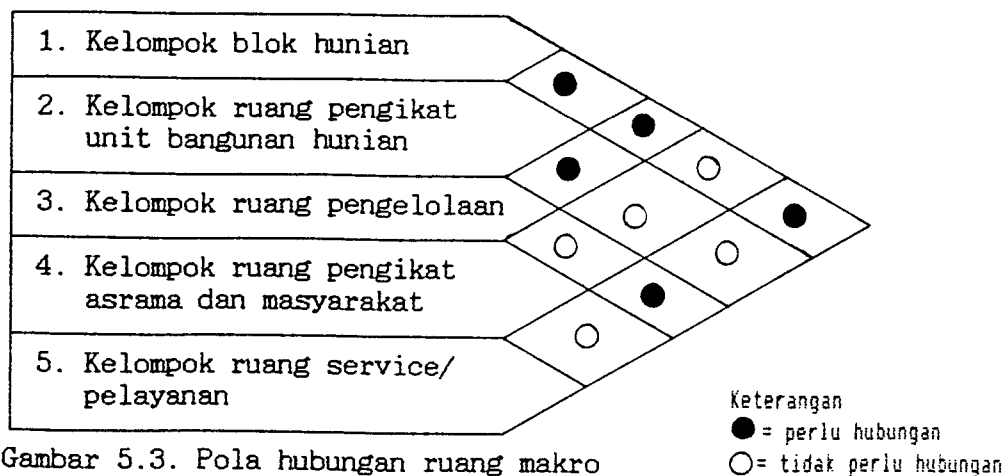 1. Kelompok blok hunian
2. Kelompok ruang pengikat
unit bangunan hunian
3. Kelompok ruang pengelolaan
4. Kelompok ruang pengikat
asrama dan masyarakat
5. Kelompok ruang service/
pelayanan
Keterangan
● = perlu hubungan
○ = tidak perlu hubungan
Gambar 5.3. Pola hubungan ruang makro